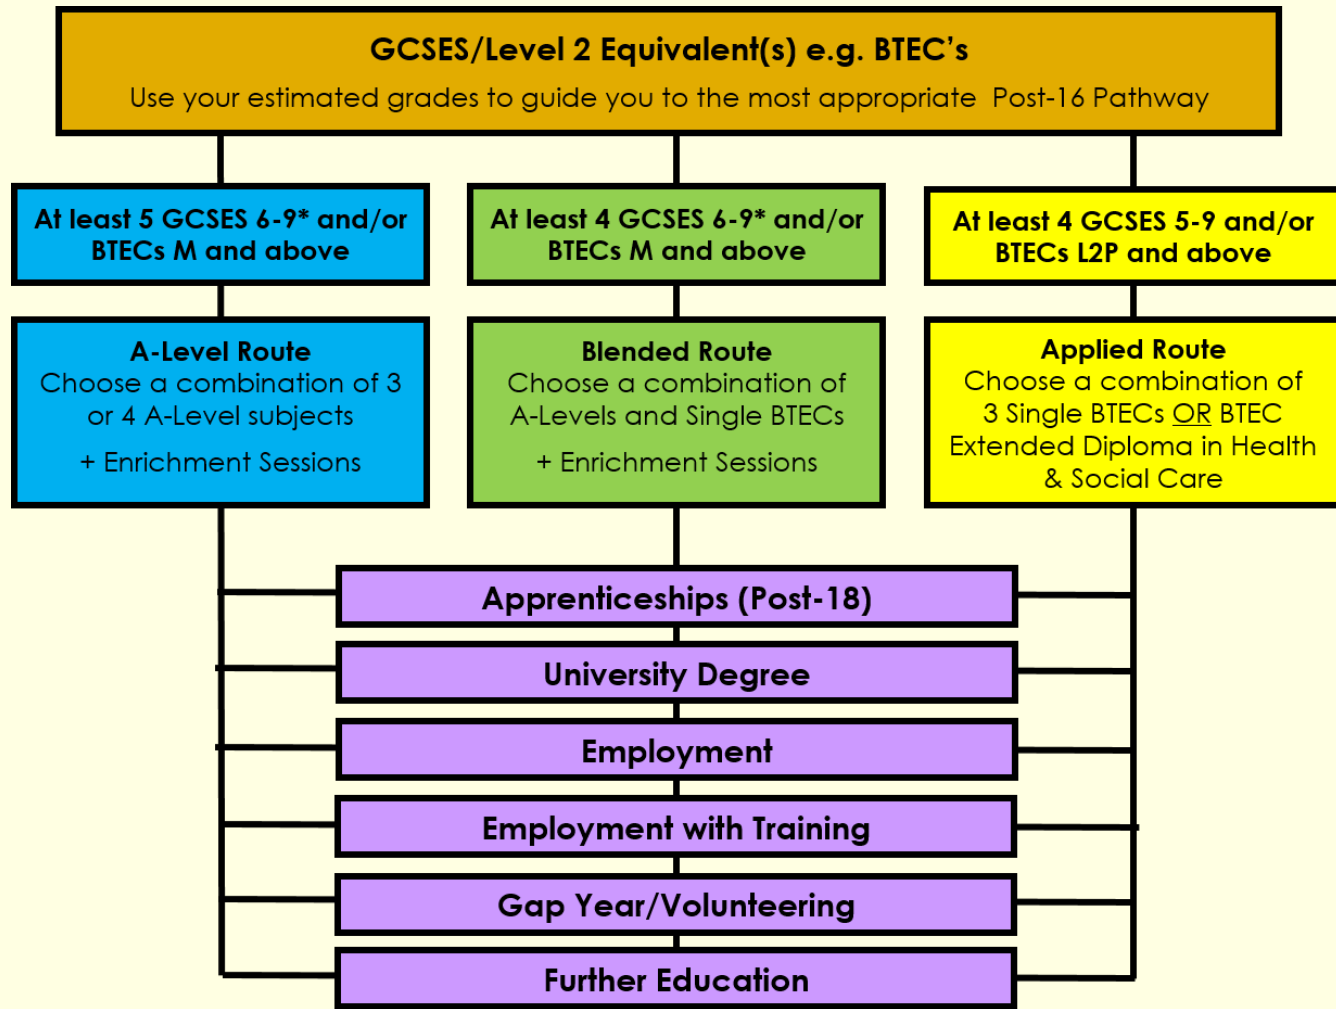 GCSES/Level 2 Equivalent(s) e.g. BTEC’s
Use your estimated grades to guide you to the most appropriate Post-16 Pathway
At least 5 GCSES 6-9* and/or
BTECs M and above
At least 4 GCSES 6-9* and/or
BTECs M and above
At least 4 GCSES 5-9 and/or
BTECs L2P and above
A-Level Route
Choose a combination of 3
or 4 A-Level subjects
+ Enrichment Sessions
Blended Route
Choose a combination of
A-Levels and Single BTECs
+ Enrichment Sessions
Applied Route
Choose a combination of
3 Single BTECs OR BTEC
Extended Diploma in Health
& Social Care
Apprenticeships (Post-18)
University Degree
Employment
Employment with Training
Gap Year/Volunteering
Further Education